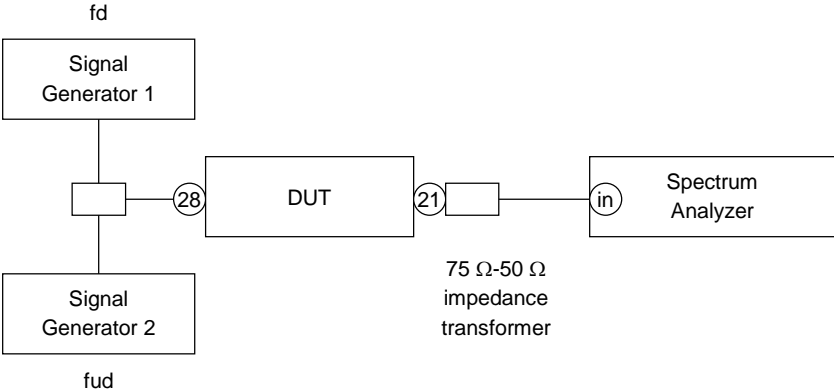 fd
Signal
Generator 1
28
DUT
21
in
Spectrum
Analyzer
75 Ω-50 Ω
impedance
transformer
Signal
Generator 2
fud